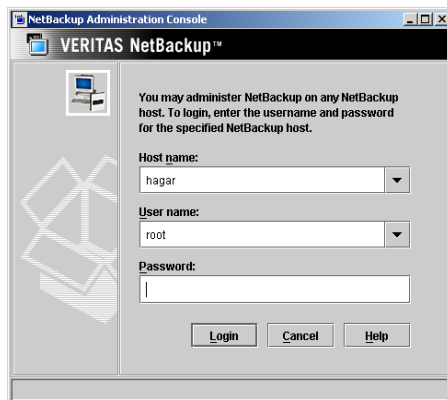 NetBackup Administration Console
VERITAS NetBackup™
You may administer NetBackup on any NetBackup
host. To login, enter the username and password
for the specified NetBackup host.
Host name:
hagar
User name:
root
Password:
Login Cancel Help